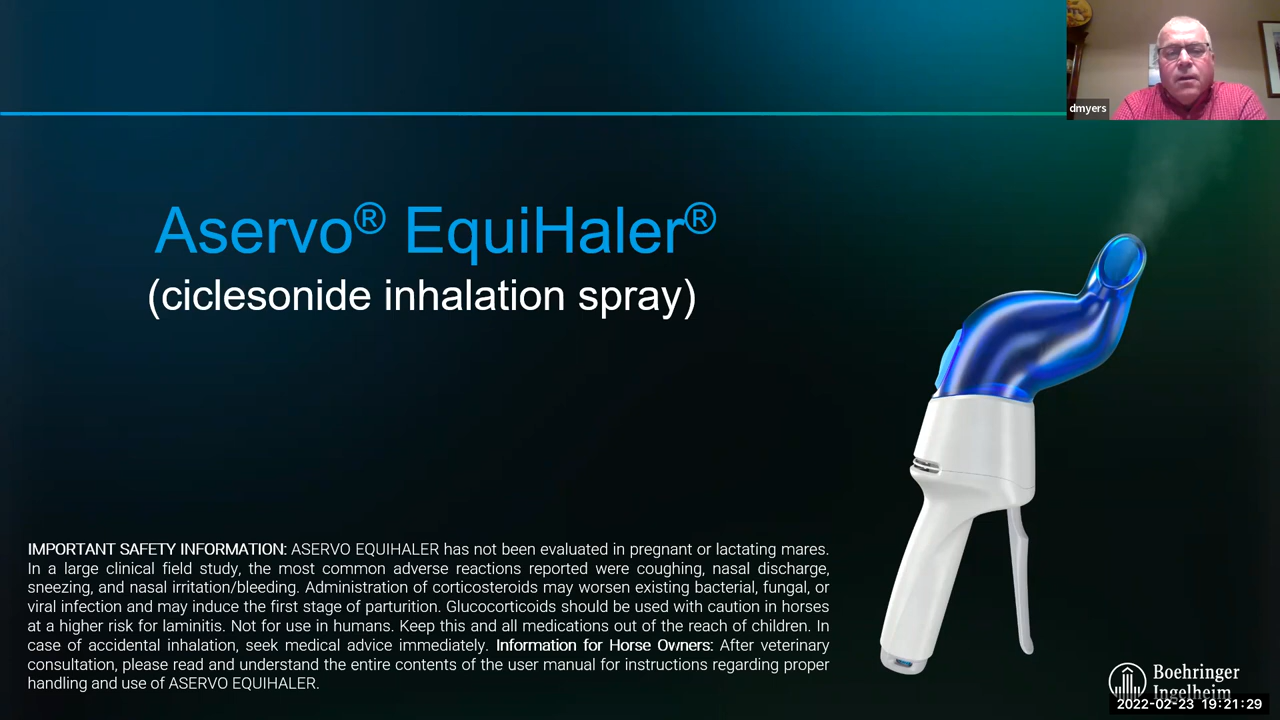 dmyers
Aservo® EquiHaler®
(ciclesonide inhalation spray)
IMPORTANT SAFETY INFORMATION: ASERVO EQUIHALER has not been evaluated in pregnant or lactating mares.
In a large clinical field study, the most common adverse reactions reported were coughing, nasal discharge,
sneezing, and nasal irritation/bleeding. Administration of corticosteroids may worsen existing bacterial, fungal, or
viral infection and may induce the first stage of parturition. Glucocorticoids should be used with caution in horses
at a higher risk for laminitis. Not for use in humans. Keep this and all medications out of the reach of children. In
case of accidental inhalation, seek medical advice immediately. Information for Horse Owners: After veterinary
consultation, please read and understand the entire contents of the user manual for instructions regarding proper
handling and use of ASERVO EQUIHALER.
Boehringer
Ingelheim
2022-02-23 19:21:29